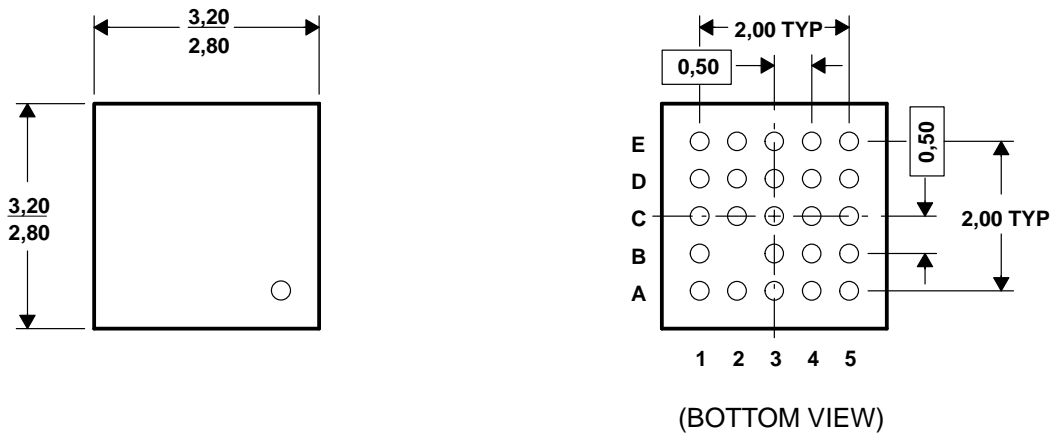 3,20
2,80
3,20
2,80
2,00 TYP
0,50
0,50
2,00 TYP
E
D
C
B
A
1 2 3 4 5
(BOTTOM VIEW)